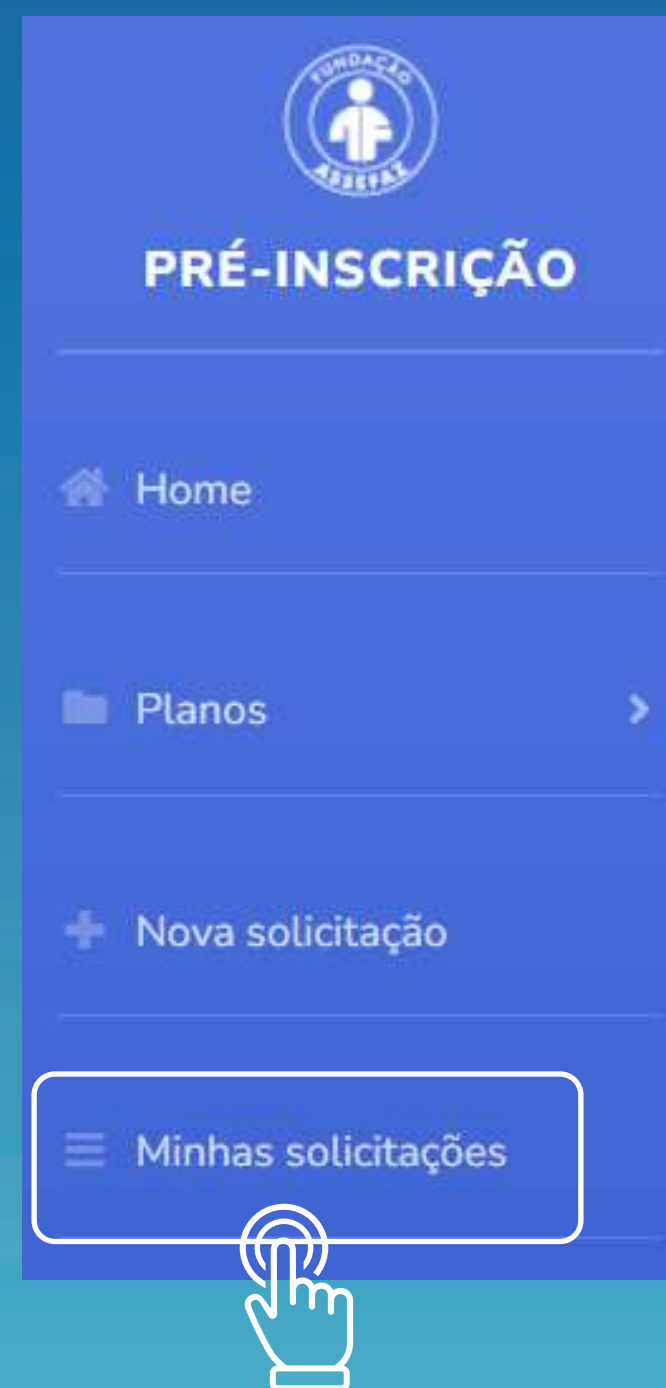 FUNDAÇÃO
ASSEFAZ
PRÉ-INSCRIÇÃO
Home
Planos
Nova solicitação
Minhas solicitações